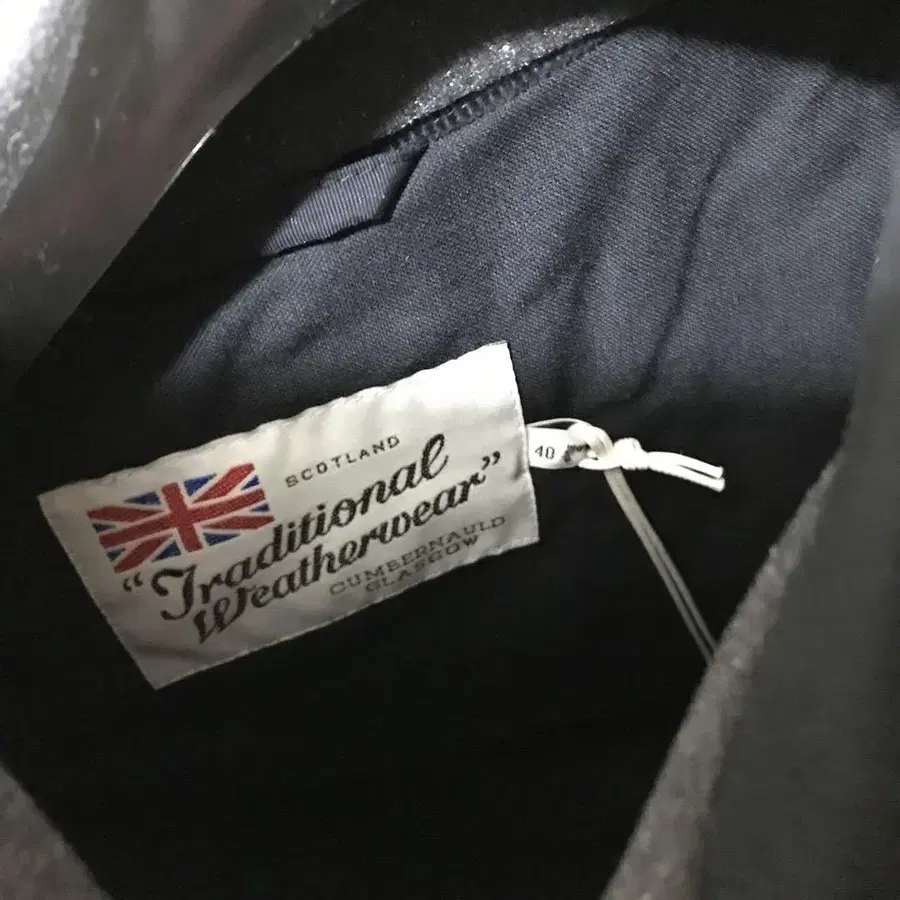 SCOTLAND
"Traditional
Weatherwear"
CUMBERNAULD
GLASGOW
40